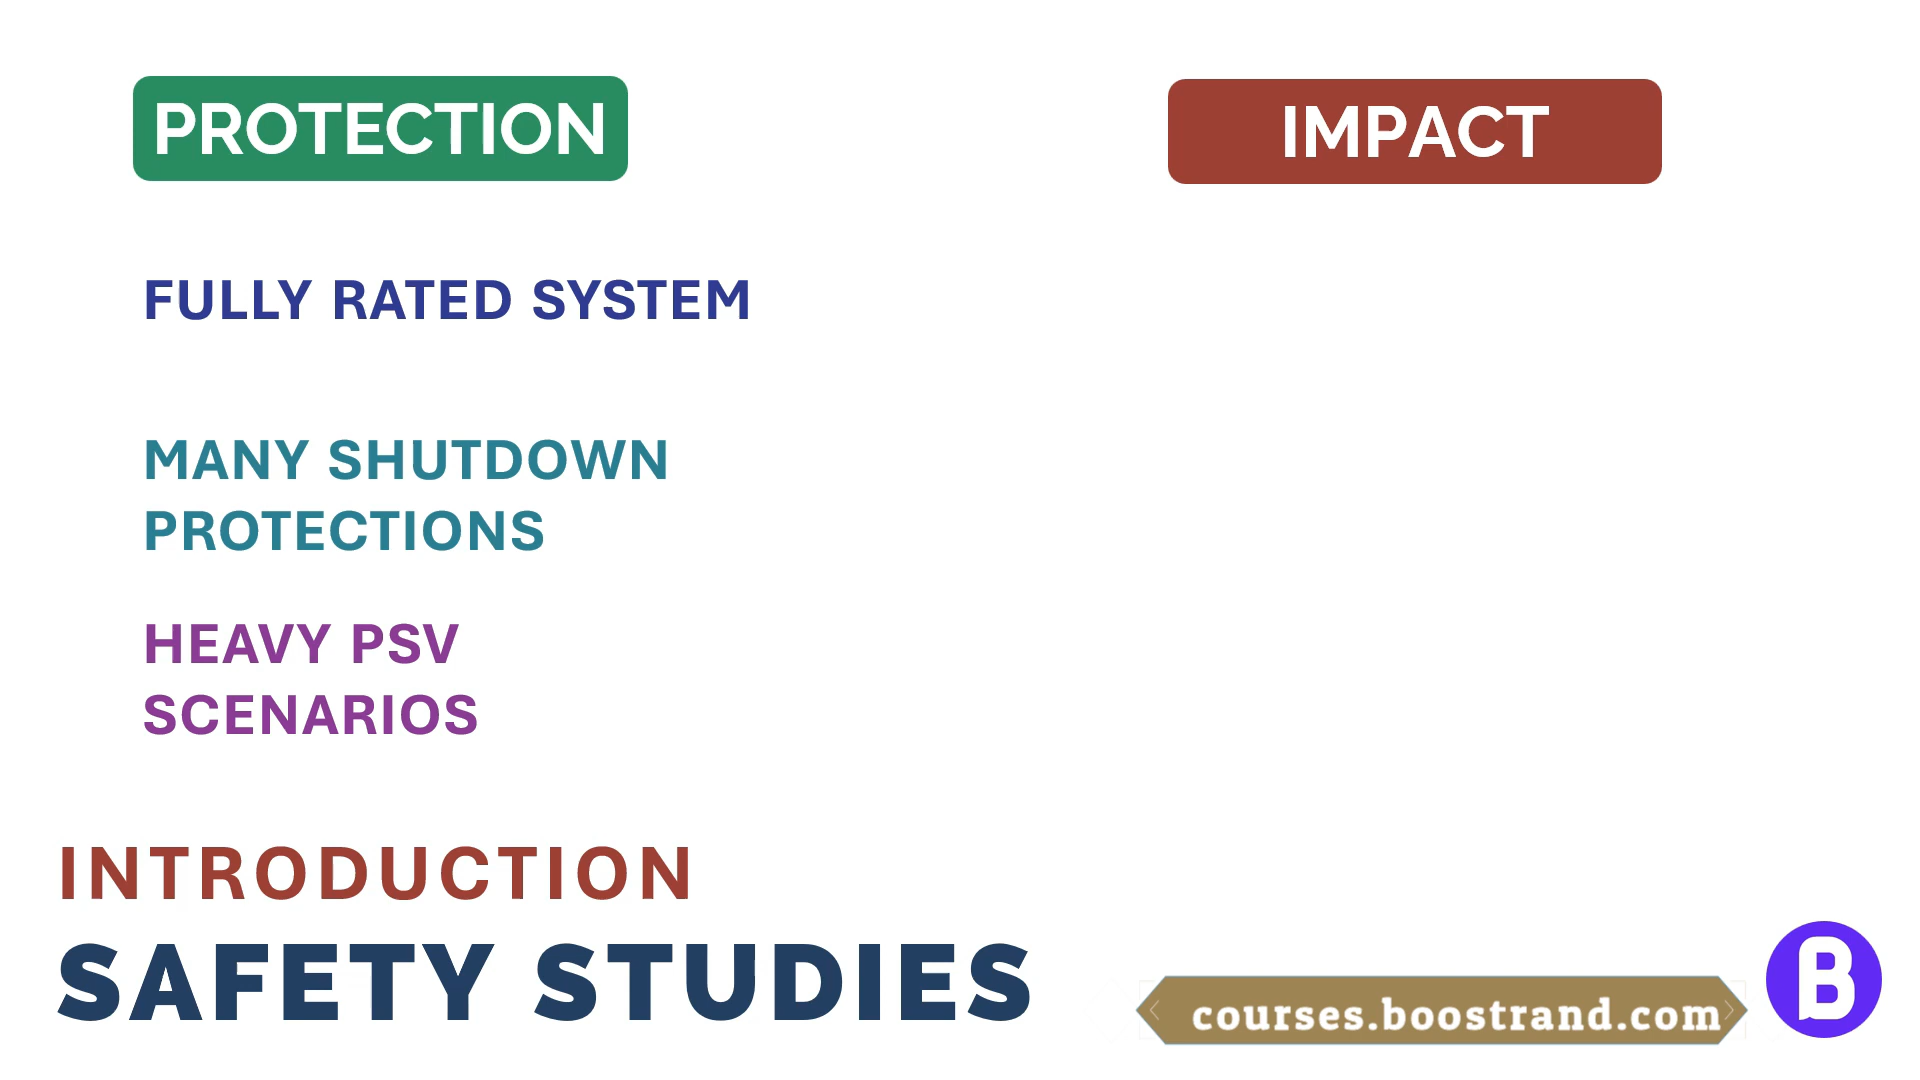 PROTECTION
IMPACT
FULLY RATED SYSTEM
MANY SHUTDOWN
PROTECTIONS
HEAVY PSV
SCENARIOS
INTRODUCTION
SAFETY STUDIES
courses.boostrand.com
B